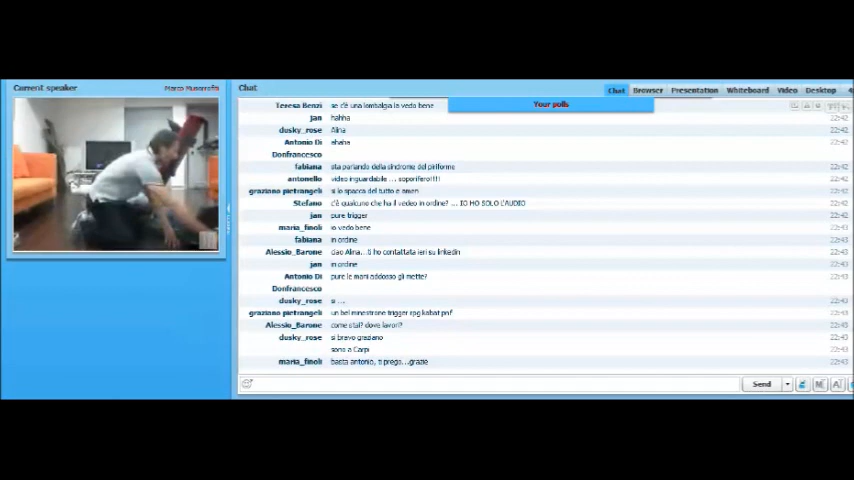 Current speaker
Marco Munarrofa
Chat
Chat Browser Presentation Whiteboard Video Desktop
Your polls
Teresa Benzi se c'è una lombalgia la vedo bene
jan hahha 22:42
dusky_rose Alina 22:42
Antonio Di Donfrancesco ahaha 22:42
fabiana sta parlando della sindrome del piriforme 22:42
antonello video inguardabile ... soporifero!!!! 22:42
graziano pietrangeli si lo spacca del tutto e amen 22:42
Stefano c'è qualcuno che ha il vedeo in ordine? ... IO HO SOLO L'AUDIO 22:42
jan pure trigger 22:42
maria_finoli io vedo bene 22:43
fabiana in ordine 22:43
Alessio_Barone ciao Alina...ti ho contattata ieri su linkedin 22:43
jan in ordine 22:43
Antonio Di Donfrancesco pure le mani addosso gli mette? 22:43
dusky_rose si ... 22:43
graziano pietrangeli un bel minestrone trigger rpg kabat pnf 22:43
Alessio_Barone come stai? dove lavori? 22:43
dusky_rose si bravo graziano 22:43
sono a Carpi 22:43
maria_finoli basta antonio, ti prego...grazie 22:43
Send